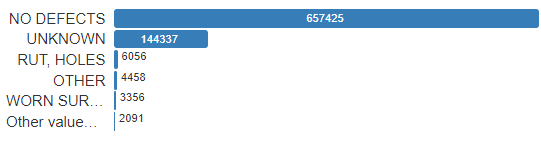 NO DEFECTS 657425
UNKNOWN 144337
RUT, HOLES 6056
OTHER 4458
WORN SUR... 3356
Other value... 2091